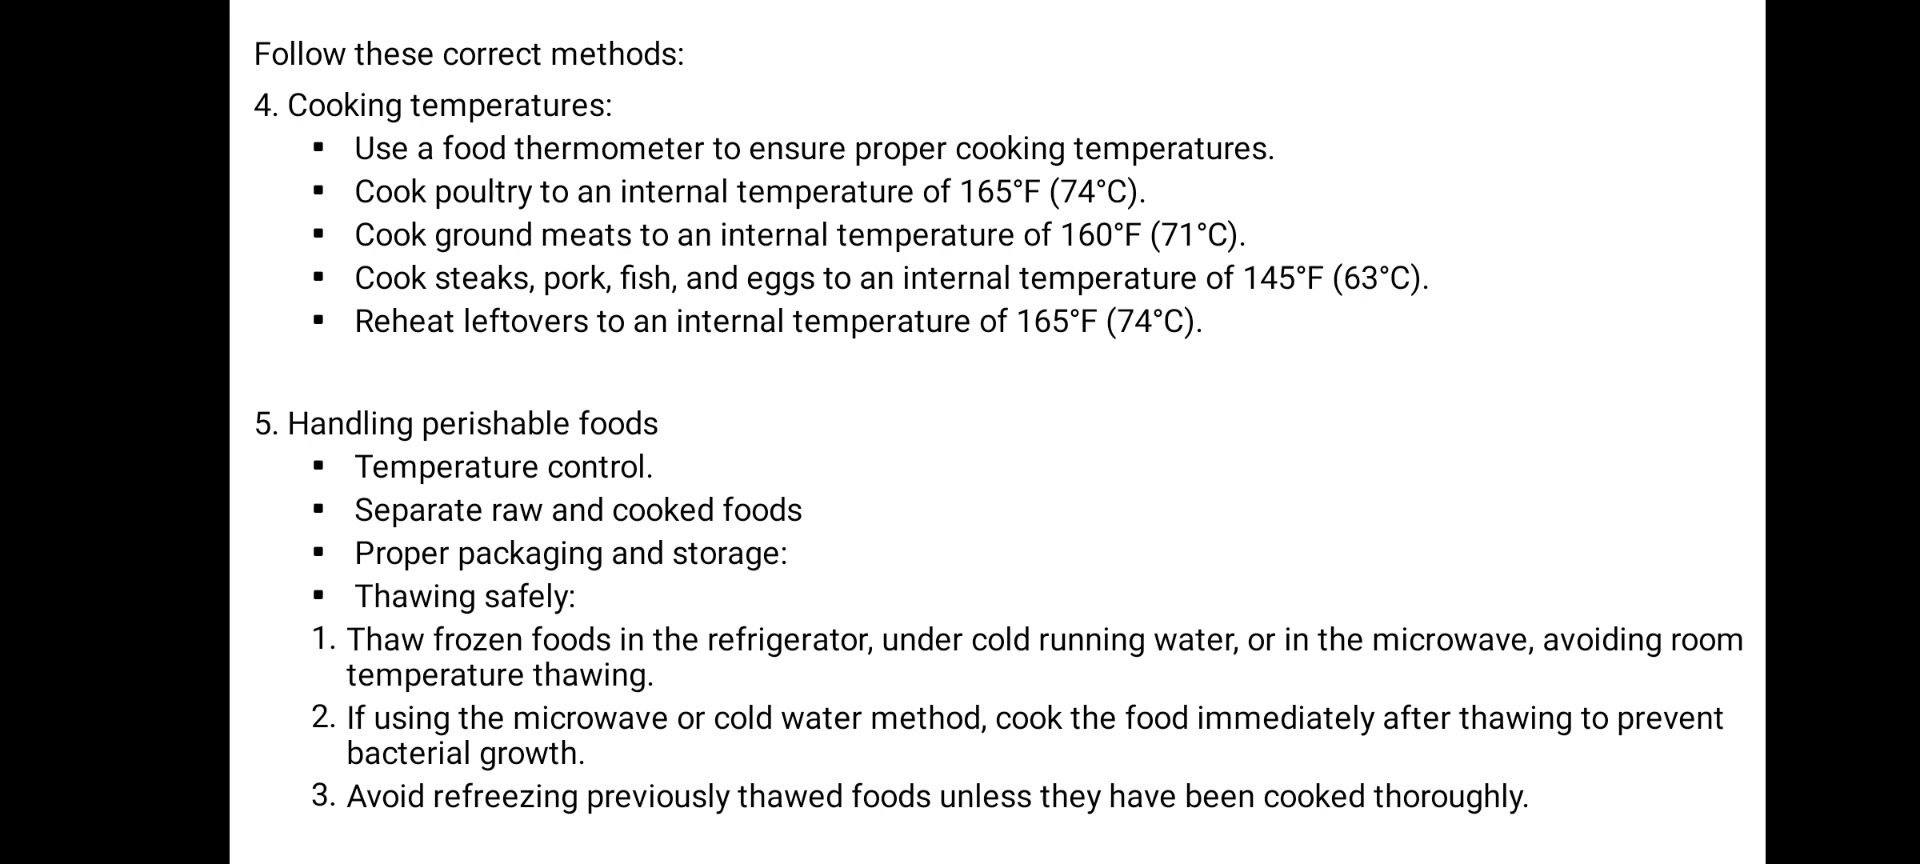 Follow these correct methods:
4. Cooking temperatures:
▪ Use a food thermometer to ensure proper cooking temperatures.
▪ Cook poultry to an internal temperature of 165°F (74°C).
▪ Cook ground meats to an internal temperature of 160°F (71°C).
▪ Cook steaks, pork, fish, and eggs to an internal temperature of 145°F (63°C).
▪ Reheat leftovers to an internal temperature of 165°F (74°C).
5. Handling perishable foods
▪ Temperature control.
▪ Separate raw and cooked foods
▪ Proper packaging and storage:
▪ Thawing safely:
1. Thaw frozen foods in the refrigerator, under cold running water, or in the microwave, avoiding room
temperature thawing.
2. If using the microwave or cold water method, cook the food immediately after thawing to prevent
bacterial growth.
3. Avoid refreezing previously thawed foods unless they have been cooked thoroughly.